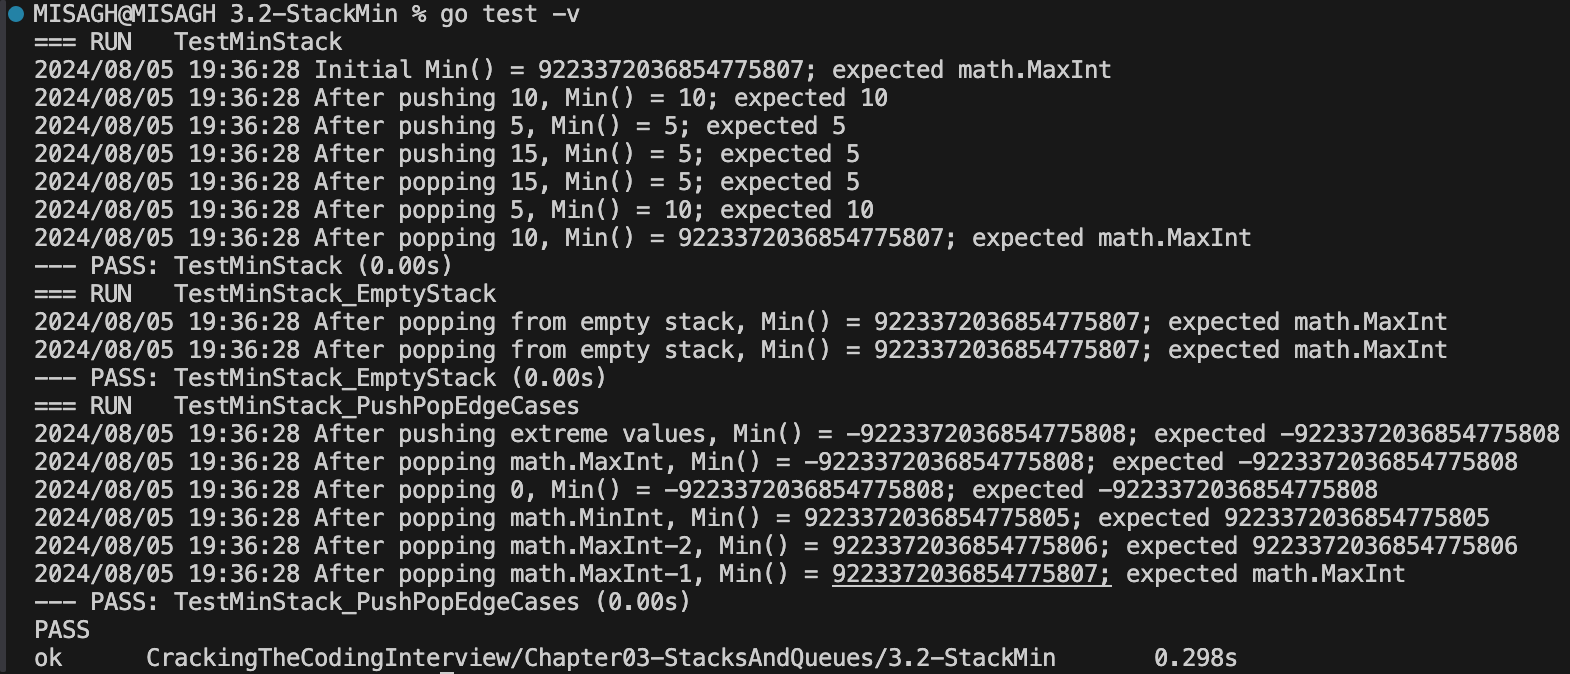 MISAGH@MISAGH 3.2-StackMin % go test -v
=== RUN   TestMinStack
2024/08/05 19:36:28 Initial Min() = 9223372036854775807; expected math.MaxInt
2024/08/05 19:36:28 After pushing 10, Min() = 10; expected 10
2024/08/05 19:36:28 After pushing 5, Min() = 5; expected 5
2024/08/05 19:36:28 After pushing 15, Min() = 5; expected 5
2024/08/05 19:36:28 After popping 15, Min() = 5; expected 5
2024/08/05 19:36:28 After popping 5, Min() = 10; expected 10
2024/08/05 19:36:28 After popping 10, Min() = 9223372036854775807; expected math.MaxInt
--- PASS: TestMinStack (0.00s)
=== RUN   TestMinStack_EmptyStack
2024/08/05 19:36:28 After popping from empty stack, Min() = 9223372036854775807; expected math.MaxInt
2024/08/05 19:36:28 After popping from empty stack, Min() = 9223372036854775807; expected math.MaxInt
--- PASS: TestMinStack_EmptyStack (0.00s)
=== RUN   TestMinStack_PushPopEdgeCases
2024/08/05 19:36:28 After pushing extreme values, Min() = -9223372036854775808; expected -9223372036854775808
2024/08/05 19:36:28 After popping math.MaxInt, Min() = -9223372036854775808; expected -9223372036854775808
2024/08/05 19:36:28 After popping 0, Min() = -9223372036854775808; expected -9223372036854775808
2024/08/05 19:36:28 After popping math.MinInt, Min() = 9223372036854775805; expected 9223372036854775805
2024/08/05 19:36:28 After popping math.MaxInt-2, Min() = 9223372036854775806; expected 9223372036854775806
2024/08/05 19:36:28 After popping math.MaxInt-1, Min() = 9223372036854775807; expected math.MaxInt
--- PASS: TestMinStack_PushPopEdgeCases (0.00s)
PASS
ok      CrackingTheCodingInterview/Chapter03-StacksAndQueues/3.2-StackMin       0.298s